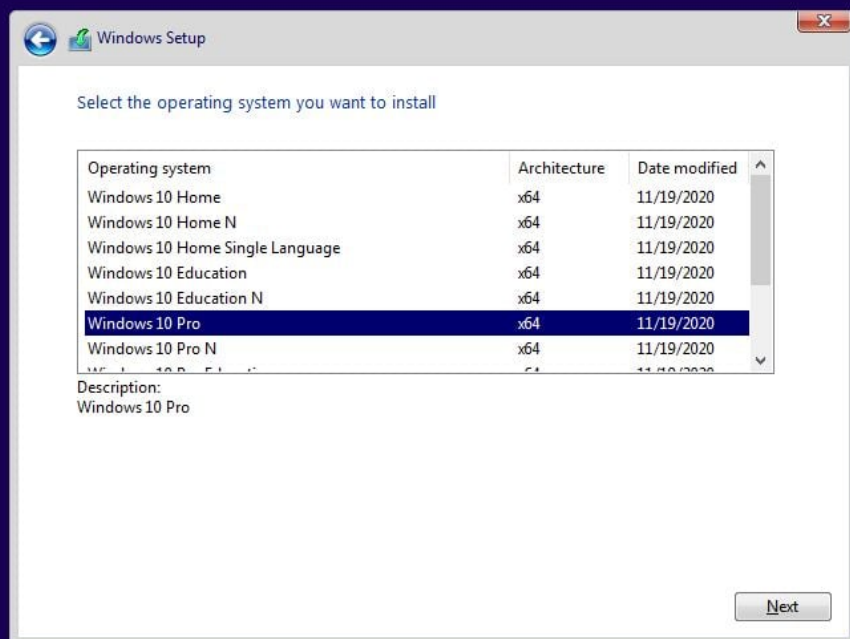 Windows Setup
Select the operating system you want to install
Operating system Architecture Date modified
Windows 10 Home x64 11/19/2020
Windows 10 Home N x64 11/19/2020
Windows 10 Home Single Language x64 11/19/2020
Windows 10 Education x64 11/19/2020
Windows 10 Education N x64 11/19/2020
Windows 10 Pro x64 11/19/2020
Windows 10 Pro N x64 11/19/2020
Description:
Windows 10 Pro
Next